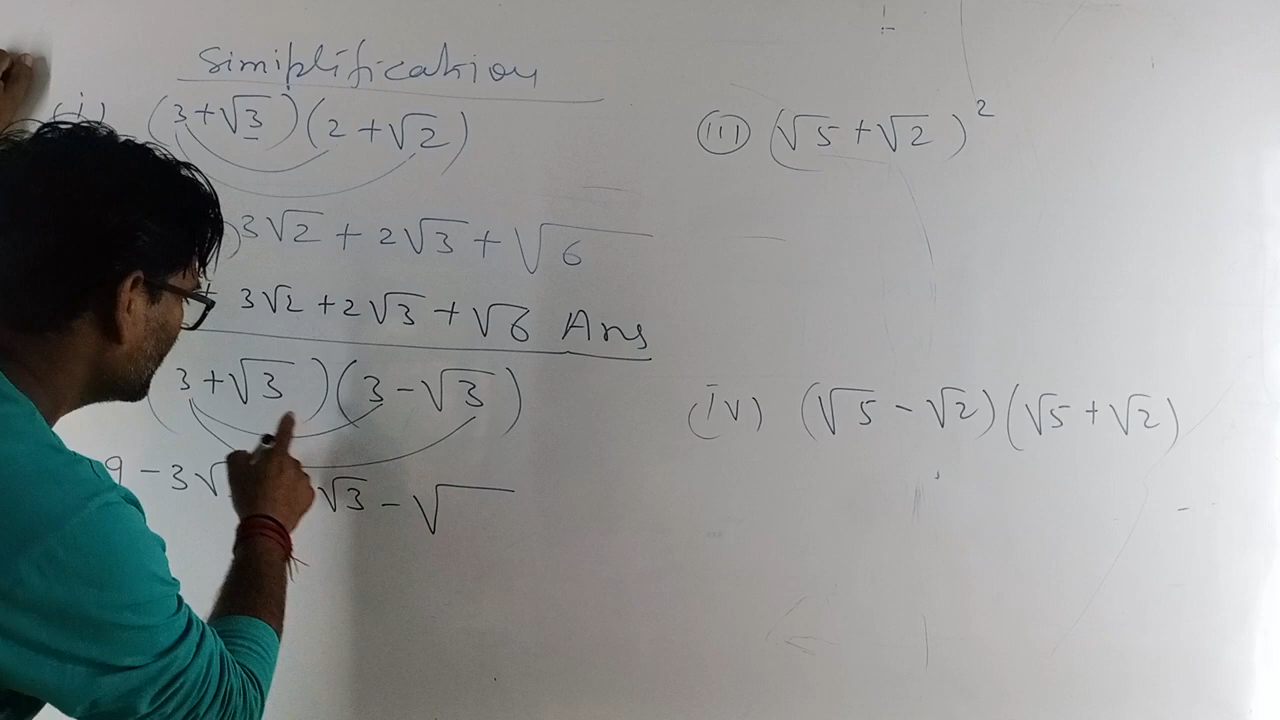 Simiplification
(i) (3+√3)(2+√2)
)3√2 + 2√3 + √6
+ 3√2 + 2√3 + √6 Ans
(3+√3)(3-√3)
9 - 3√ √3 - √
(iii) (√5 + √2)²
(iv) (√5 - √2)(√5 + √2)